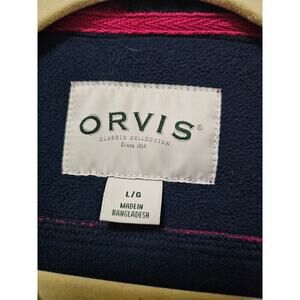 ORVIS®
CLASSIC COLLECTION
Since 1856
L/G
MADE IN
BANGLADESH